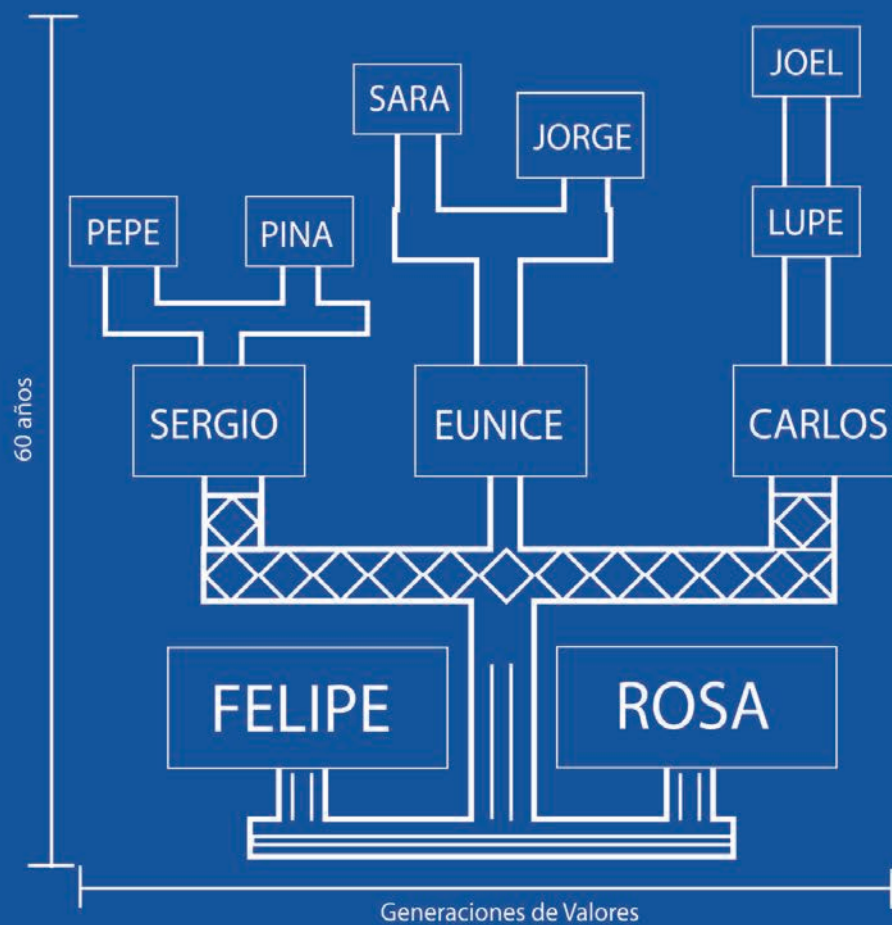 JOEL
SARA
JORGE
PEPE
PINA
LUPE
SERGIO
EUNICE
CARLOS
60 años
FELIPE
ROSA
Generaciones de Valores